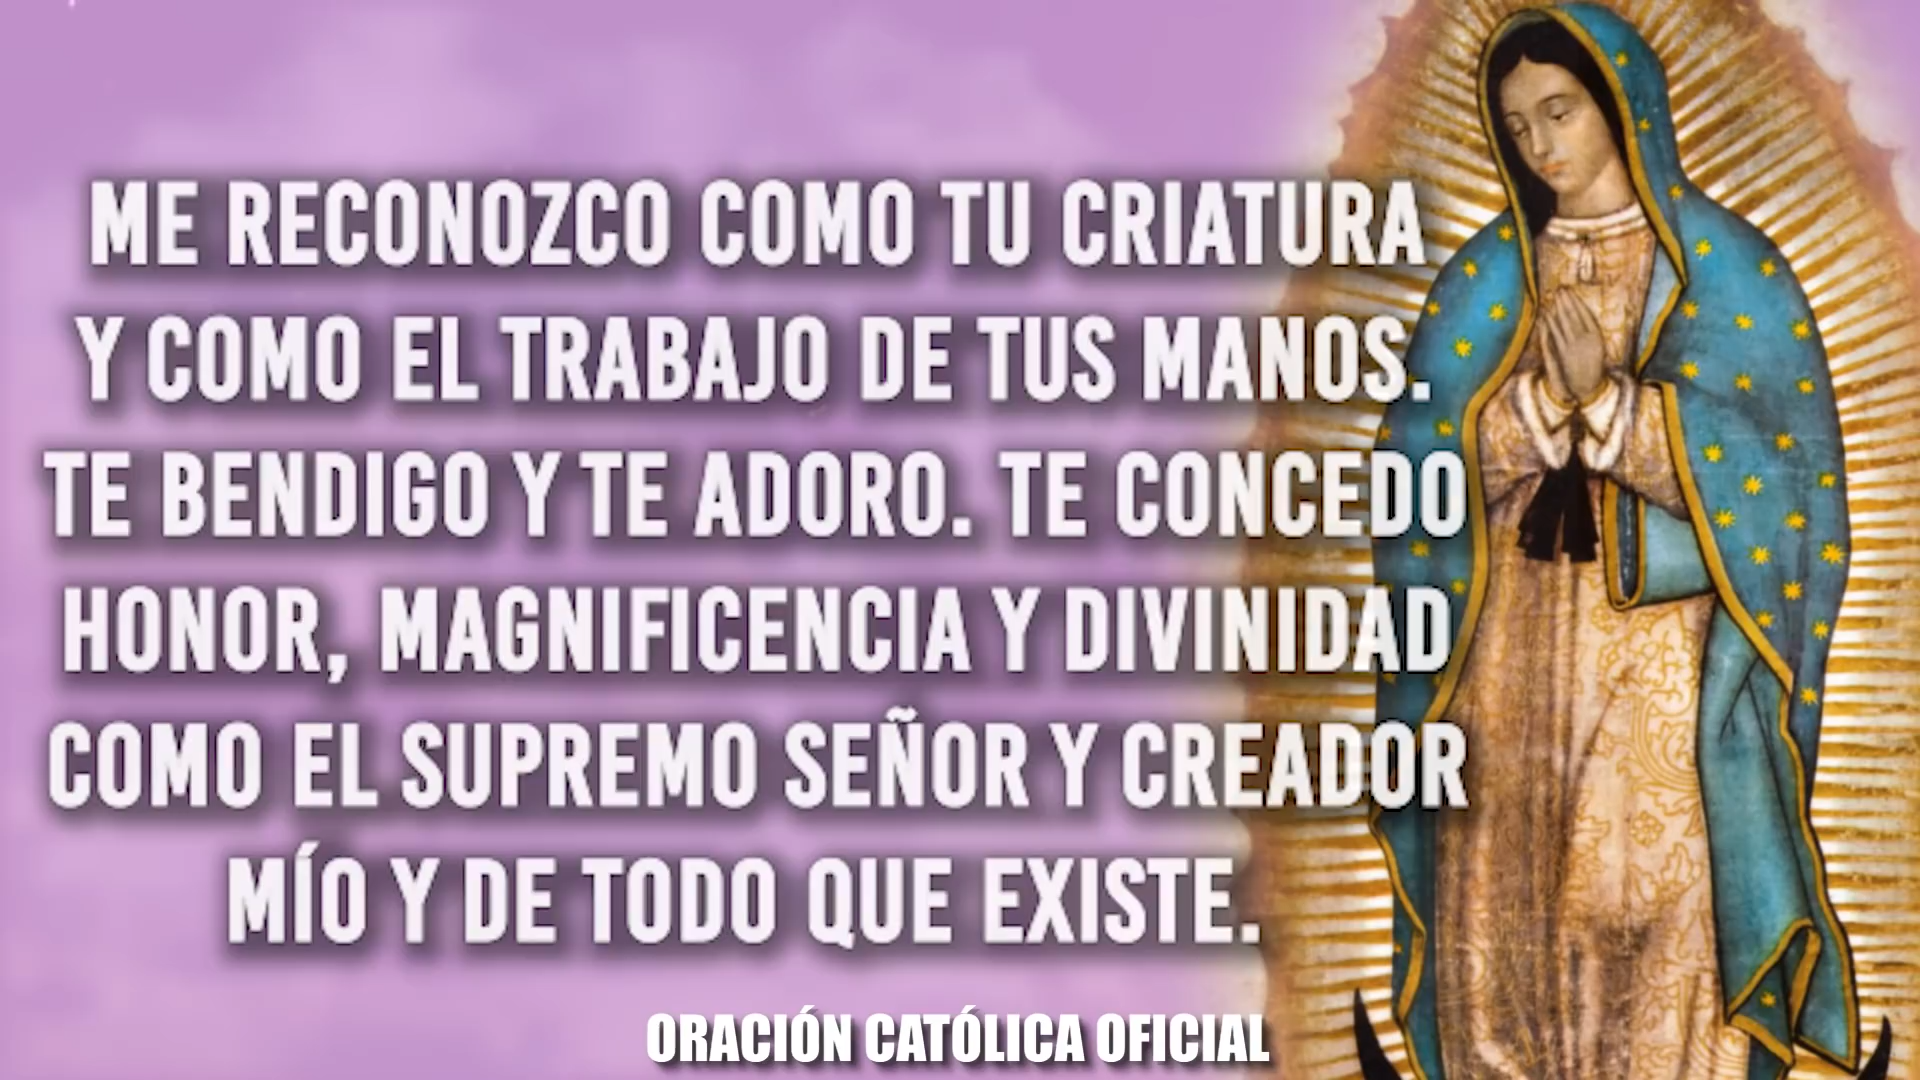 ME RECONOZCO COMO TU CRIATURA
Y COMO EL TRABAJO DE TUS MANOS.
TE BENDIGO Y TE ADORO. TE CONCEDO
HONOR, MAGNIFICENCIA Y DIVINIDAD
COMO EL SUPREMO SEÑOR Y CREADOR
MÍO Y DE TODO QUE EXISTE.
ORACIÓN CATÓLICA OFICIAL